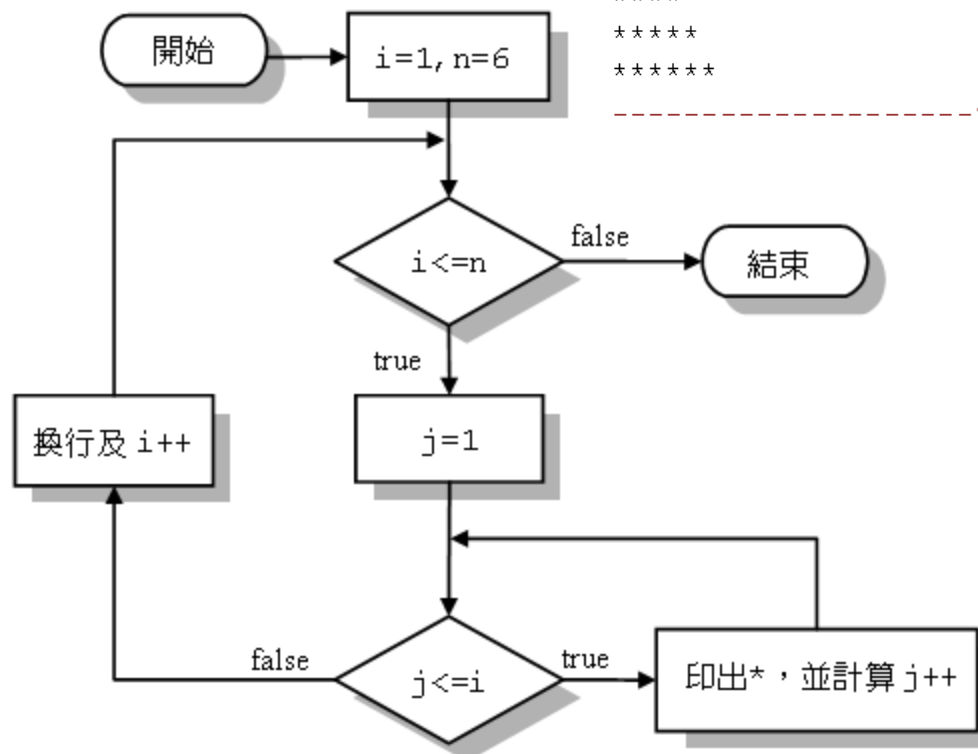 *****
******
開始
i=1, n=6
i<=n
false
結束
true
j=1
換行及 i++
j<=i
false
true
印出*，並計算 j++